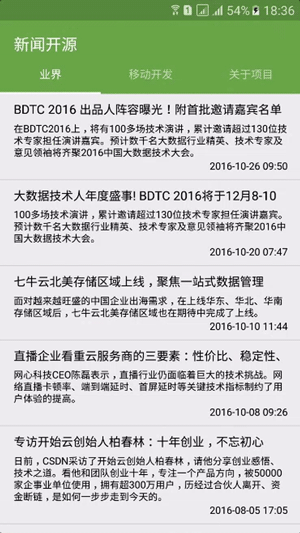 54% 18:36
新闻开源
业界 移动开发 关于项目
BDTC 2016 出品人阵容曝光！附首批邀请嘉宾名单
在BDTC2016上，将有100多场技术演讲，累计邀请超过130位技
术专家担任演讲嘉宾。预计数千名大数据行业精英、技术专家及
意见领袖将齐聚2016中国大数据技术大会。
2016-10-26 09:50
大数据技术人年度盛事! BDTC 2016将于12月8-10
100多场技术演讲，累计邀请超过130位技术专家担任演讲嘉宾。
预计数千名大数据行业精英、技术专家及意见领袖将齐聚2016中
国大数据技术大会。
2016-10-20 07:47
七牛云北美存储区域上线，聚焦一站式数据管理
面对越来越旺盛的中国企业出海需求，在上线华东、华北、华南
存储区域后，七牛云北美存储区域也在期待中完成了上线。
2016-10-10 11:44
直播企业看重云服务商的三要素：性价比、稳定性、
网心科技CEO陈磊表示，直播行业仍面临着巨大的技术挑战。网
络直播卡顿率、端到端延时、首屏延时等关键技术指标制约了用
户体验的提高。
2016-10-08 09:26
专访开始云创始人柏春林：十年创业，不忘初心
日前，CSDN采访了开始云创始人柏春林，请他分享创业感悟、
技术之道。看他和团队创业十年，专注一个产品方向，被50000
家企事业单位使用，拥有超300万用户，历经过合伙人离开、资
金断链，是如何一步步走到今天的。
2016-08-05 17:05